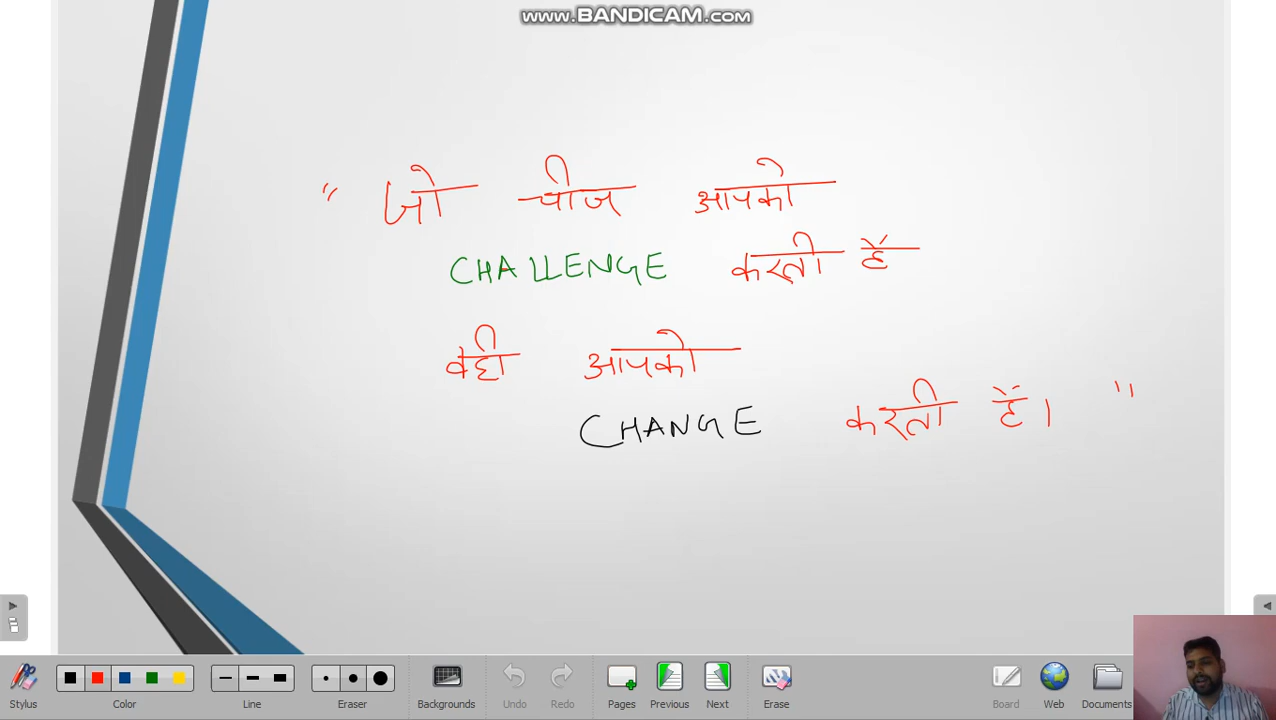 WWW.BANDICAM.com
" जो चीज आपको
CHALLENGE करती हैं
वही आपको
CHANGE करती हैं। "
Stylus Color Line Eraser Backgrounds Undo Redo Pages Previous Next Erase Board Web Documents